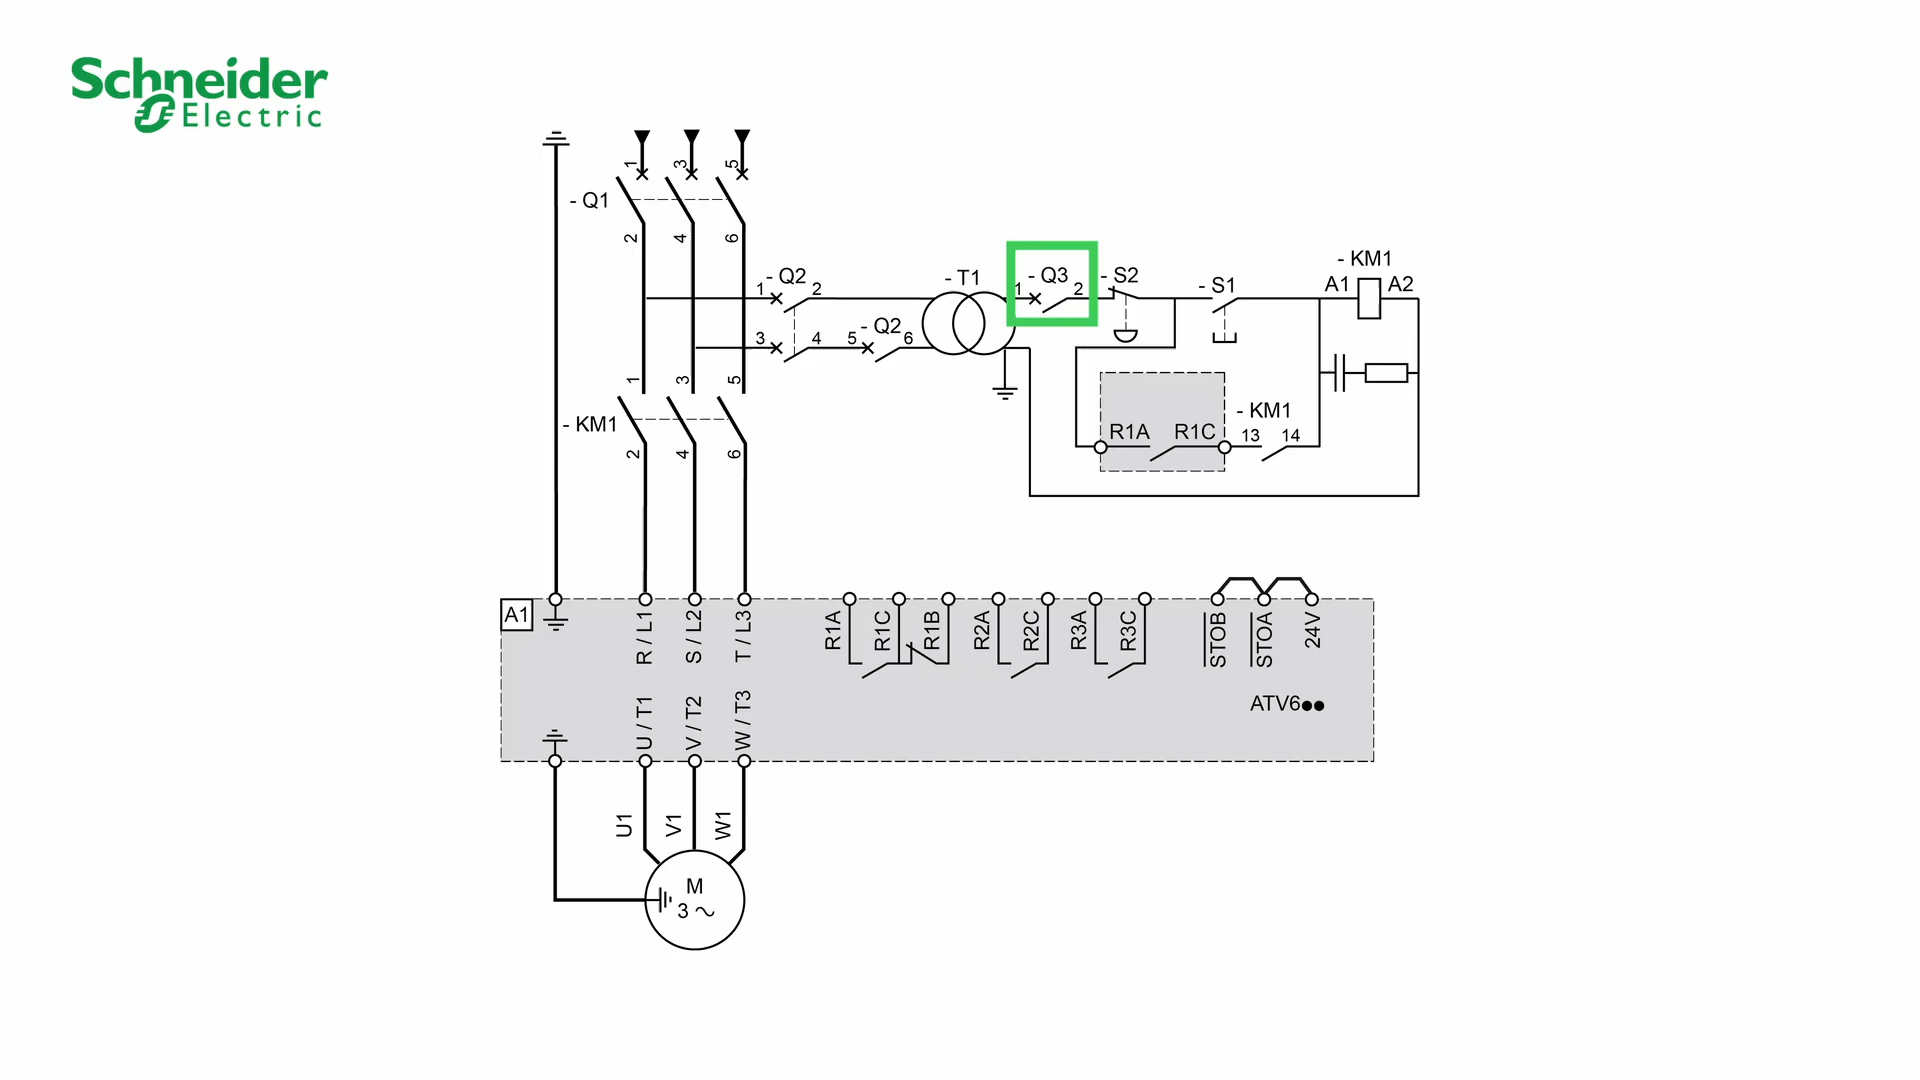 Schneider
Electric
1
3
5
- Q1
2
4
6
- Q2
1
2
3
4
- Q2
5
6
- T1
- Q3
1
2
- S2
- S1
- KM1
A1
A2
1
3
5
- KM1
2
4
6
R1A
R1C
- KM1
13
14
A1
R / L1
S / L2
T / L3
R1A
R1C
R1B
R2A
R2C
R3A
R3C
STOB
STOA
24V
U / T1
V / T2
W / T3
ATV6●●
U1
V1
W1
M
3 ~